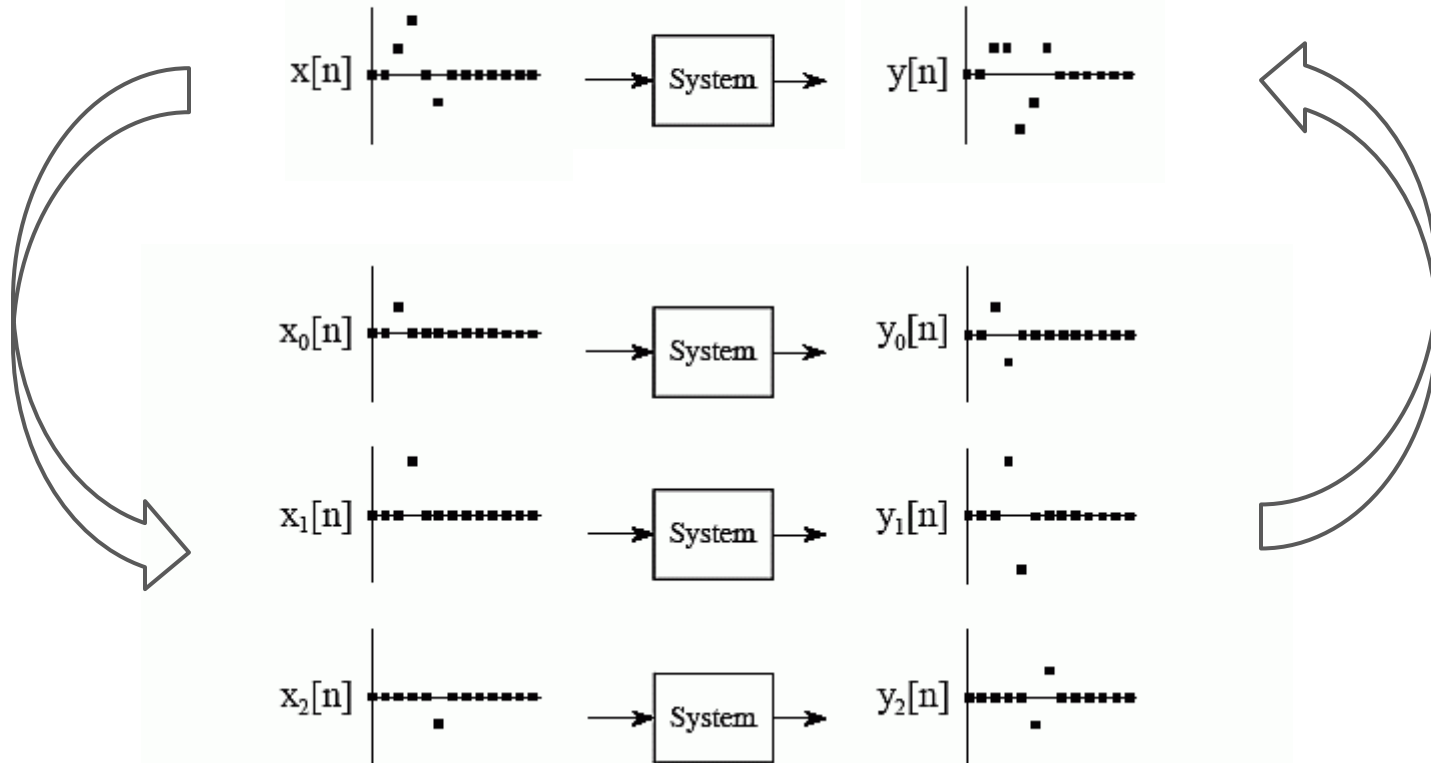 x[n] System y[n]
x₀[n] System y₀[n]
x₁[n] System y₁[n]
x₂[n] System y₂[n]